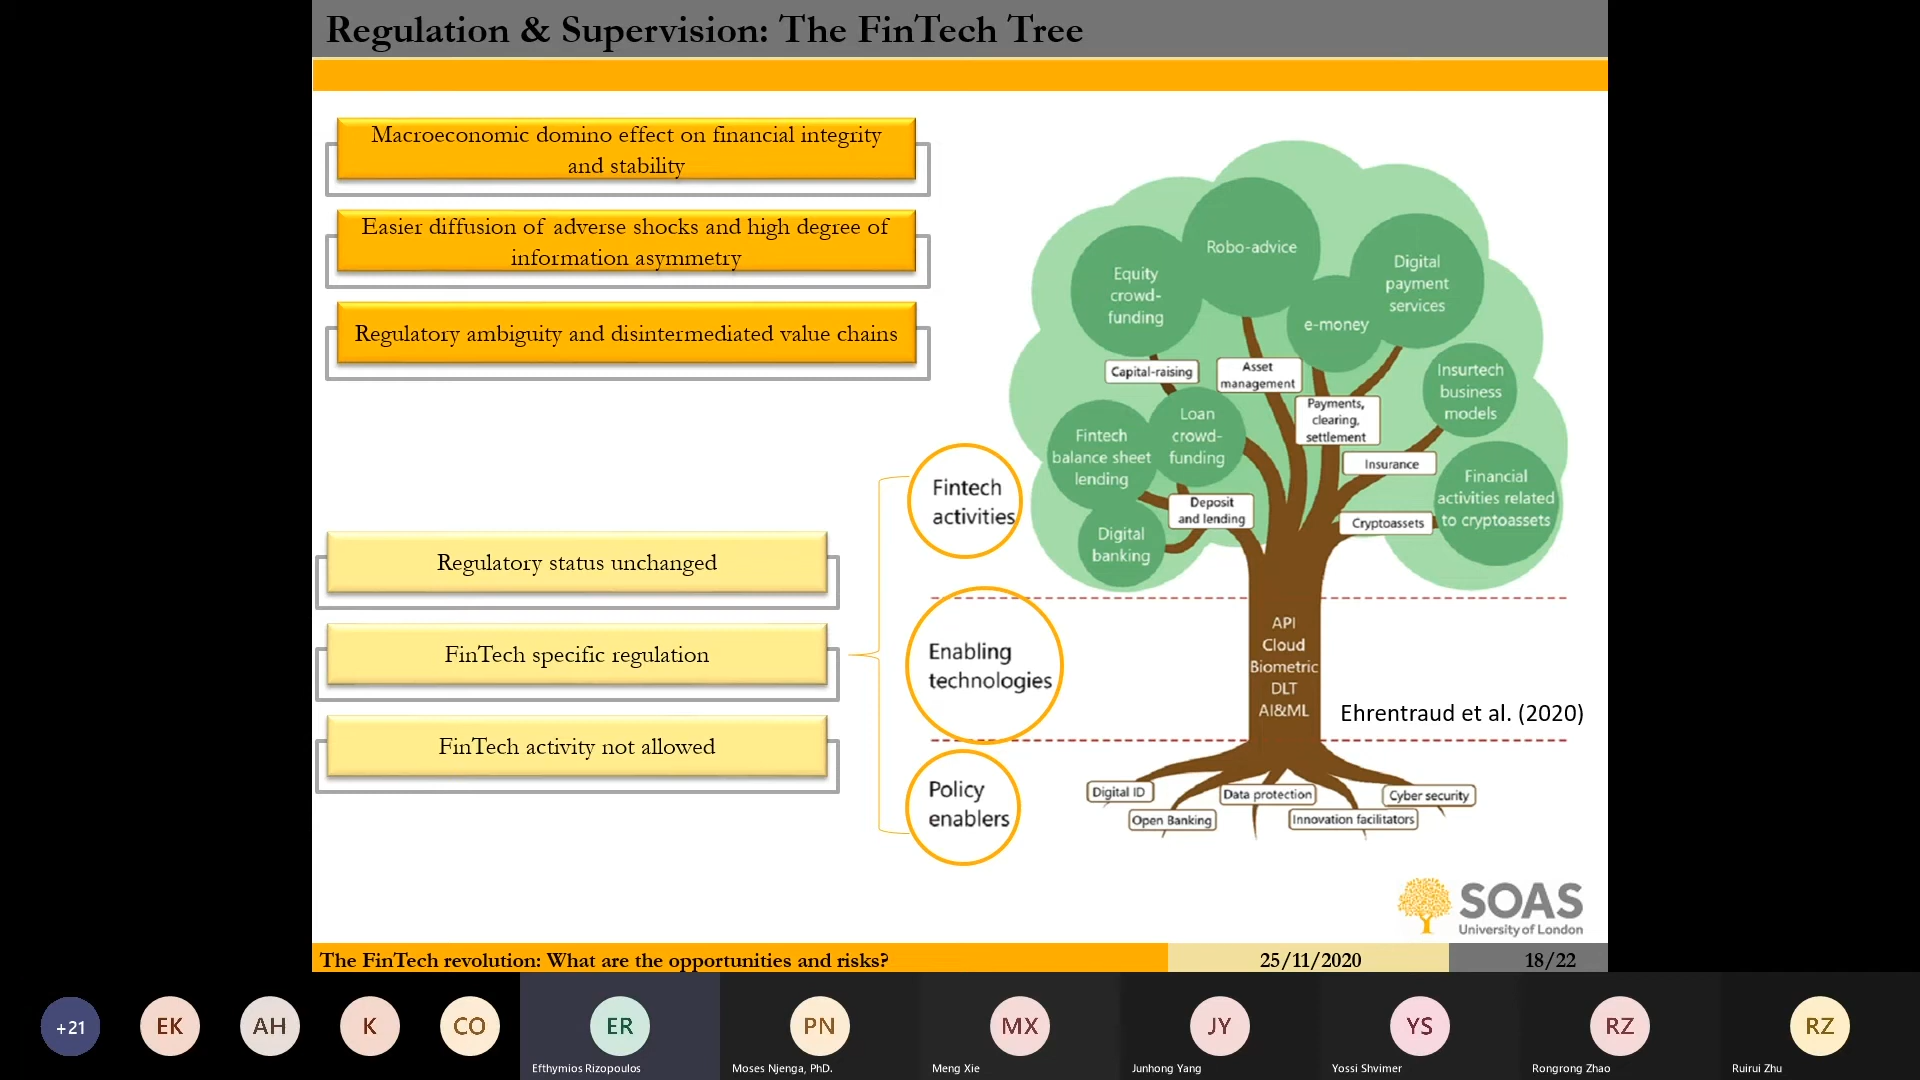 Regulation & Supervision: The FinTech Tree
Macroeconomic domino effect on financial integrity
and stability
Easier diffusion of adverse shocks and high degree of
information asymmetry
Regulatory ambiguity and disintermediated value chains
Regulatory status unchanged
FinTech specific regulation
FinTech activity not allowed
Fintech
activities
Enabling
technologies
Policy
enablers
Robo-advice
Equity
crowd-
funding
Digital
payment
services
e-money
Capital-raising
Asset
management
Insurtech
business
models
Payments,
clearing,
settlement
Loan
crowd-
funding
Fintech
balance sheet
lending
Insurance
Financial
activities related
to cryptoassets
Deposit
and lending
Cryptoassets
Digital
banking
API
Cloud
Biometric
DLT
AI&ML
Ehrentraud et al. (2020)
Digital ID
Data protection
Cyber security
Open Banking
Innovation facilitators
SOAS
University of London
The FinTech revolution: What are the opportunities and risks?
25/11/2020
18/22
+21
EK
AH
K
CO
ER
Efthymios Rizopoulos
PN
Moses Njenga, PhD.
MX
Meng Xie
JY
Junhong Yang
YS
Yossi Shvimer
RZ
Rongrong Zhao
RZ
Ruirui Zhu